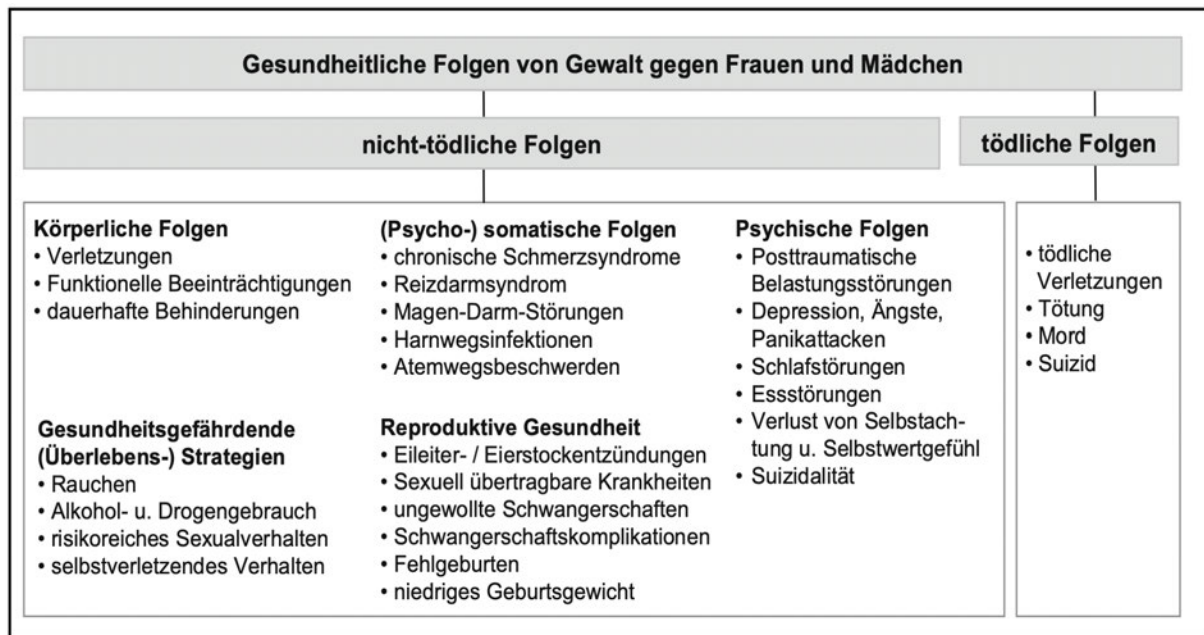 Gesundheitliche Folgen von Gewalt gegen Frauen und Mädchen
nicht-tödliche Folgen
tödliche Folgen
Körperliche Folgen
• Verletzungen
• Funktionelle Beeinträchtigungen
• dauerhafte Behinderungen
Gesundheitsgefährdende
(Überlebens-) Strategien
• Rauchen
• Alkohol- u. Drogengebrauch
• risikoreiches Sexualverhalten
• selbstverletzendes Verhalten
(Psycho-) somatische Folgen
• chronische Schmerzsyndrome
• Reizdarmsyndrom
• Magen-Darm-Störungen
• Harnwegsinfektionen
• Atemwegsbeschwerden
Reproduktive Gesundheit
• Eileiter- / Eierstockentzündungen
• Sexuell übertragbare Krankheiten
• ungewollte Schwangerschaften
• Schwangerschaftskomplikationen
• Fehlgeburten
• niedriges Geburtsgewicht
Psychische Folgen
• Posttraumatische
Belastungsstörungen
• Depression, Ängste,
Panikattacken
• Schlafstörungen
• Essstörungen
• Verlust von Selbstach-
tung u. Selbstwertgefühl
• Suizidalität
• tödliche
Verletzungen
• Tötung
• Mord
• Suizid